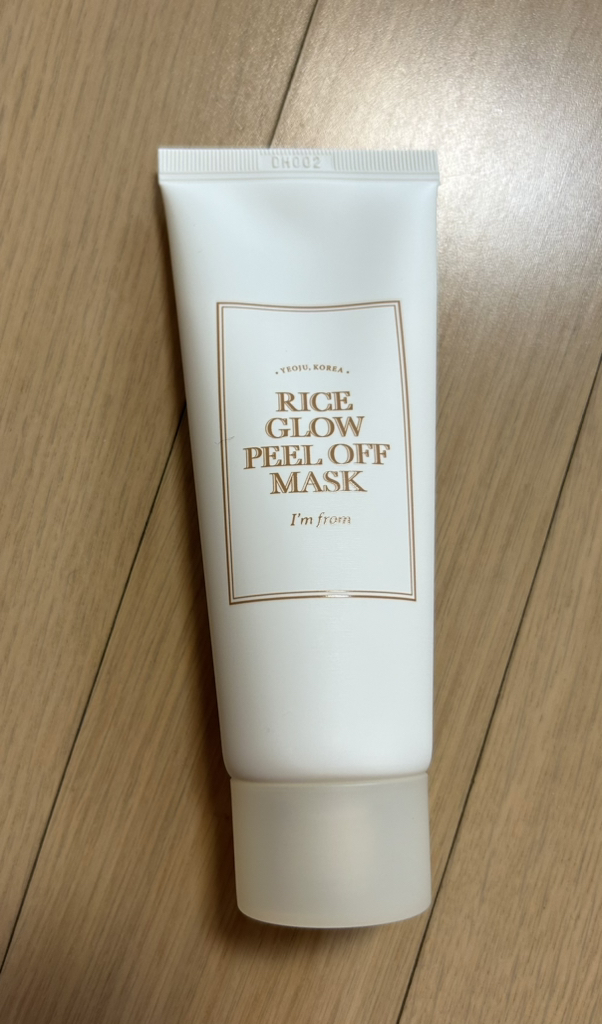 DH002
• YEOJU, KOREA •
RICE
GLOW
PEEL OFF
MASK
I'm from